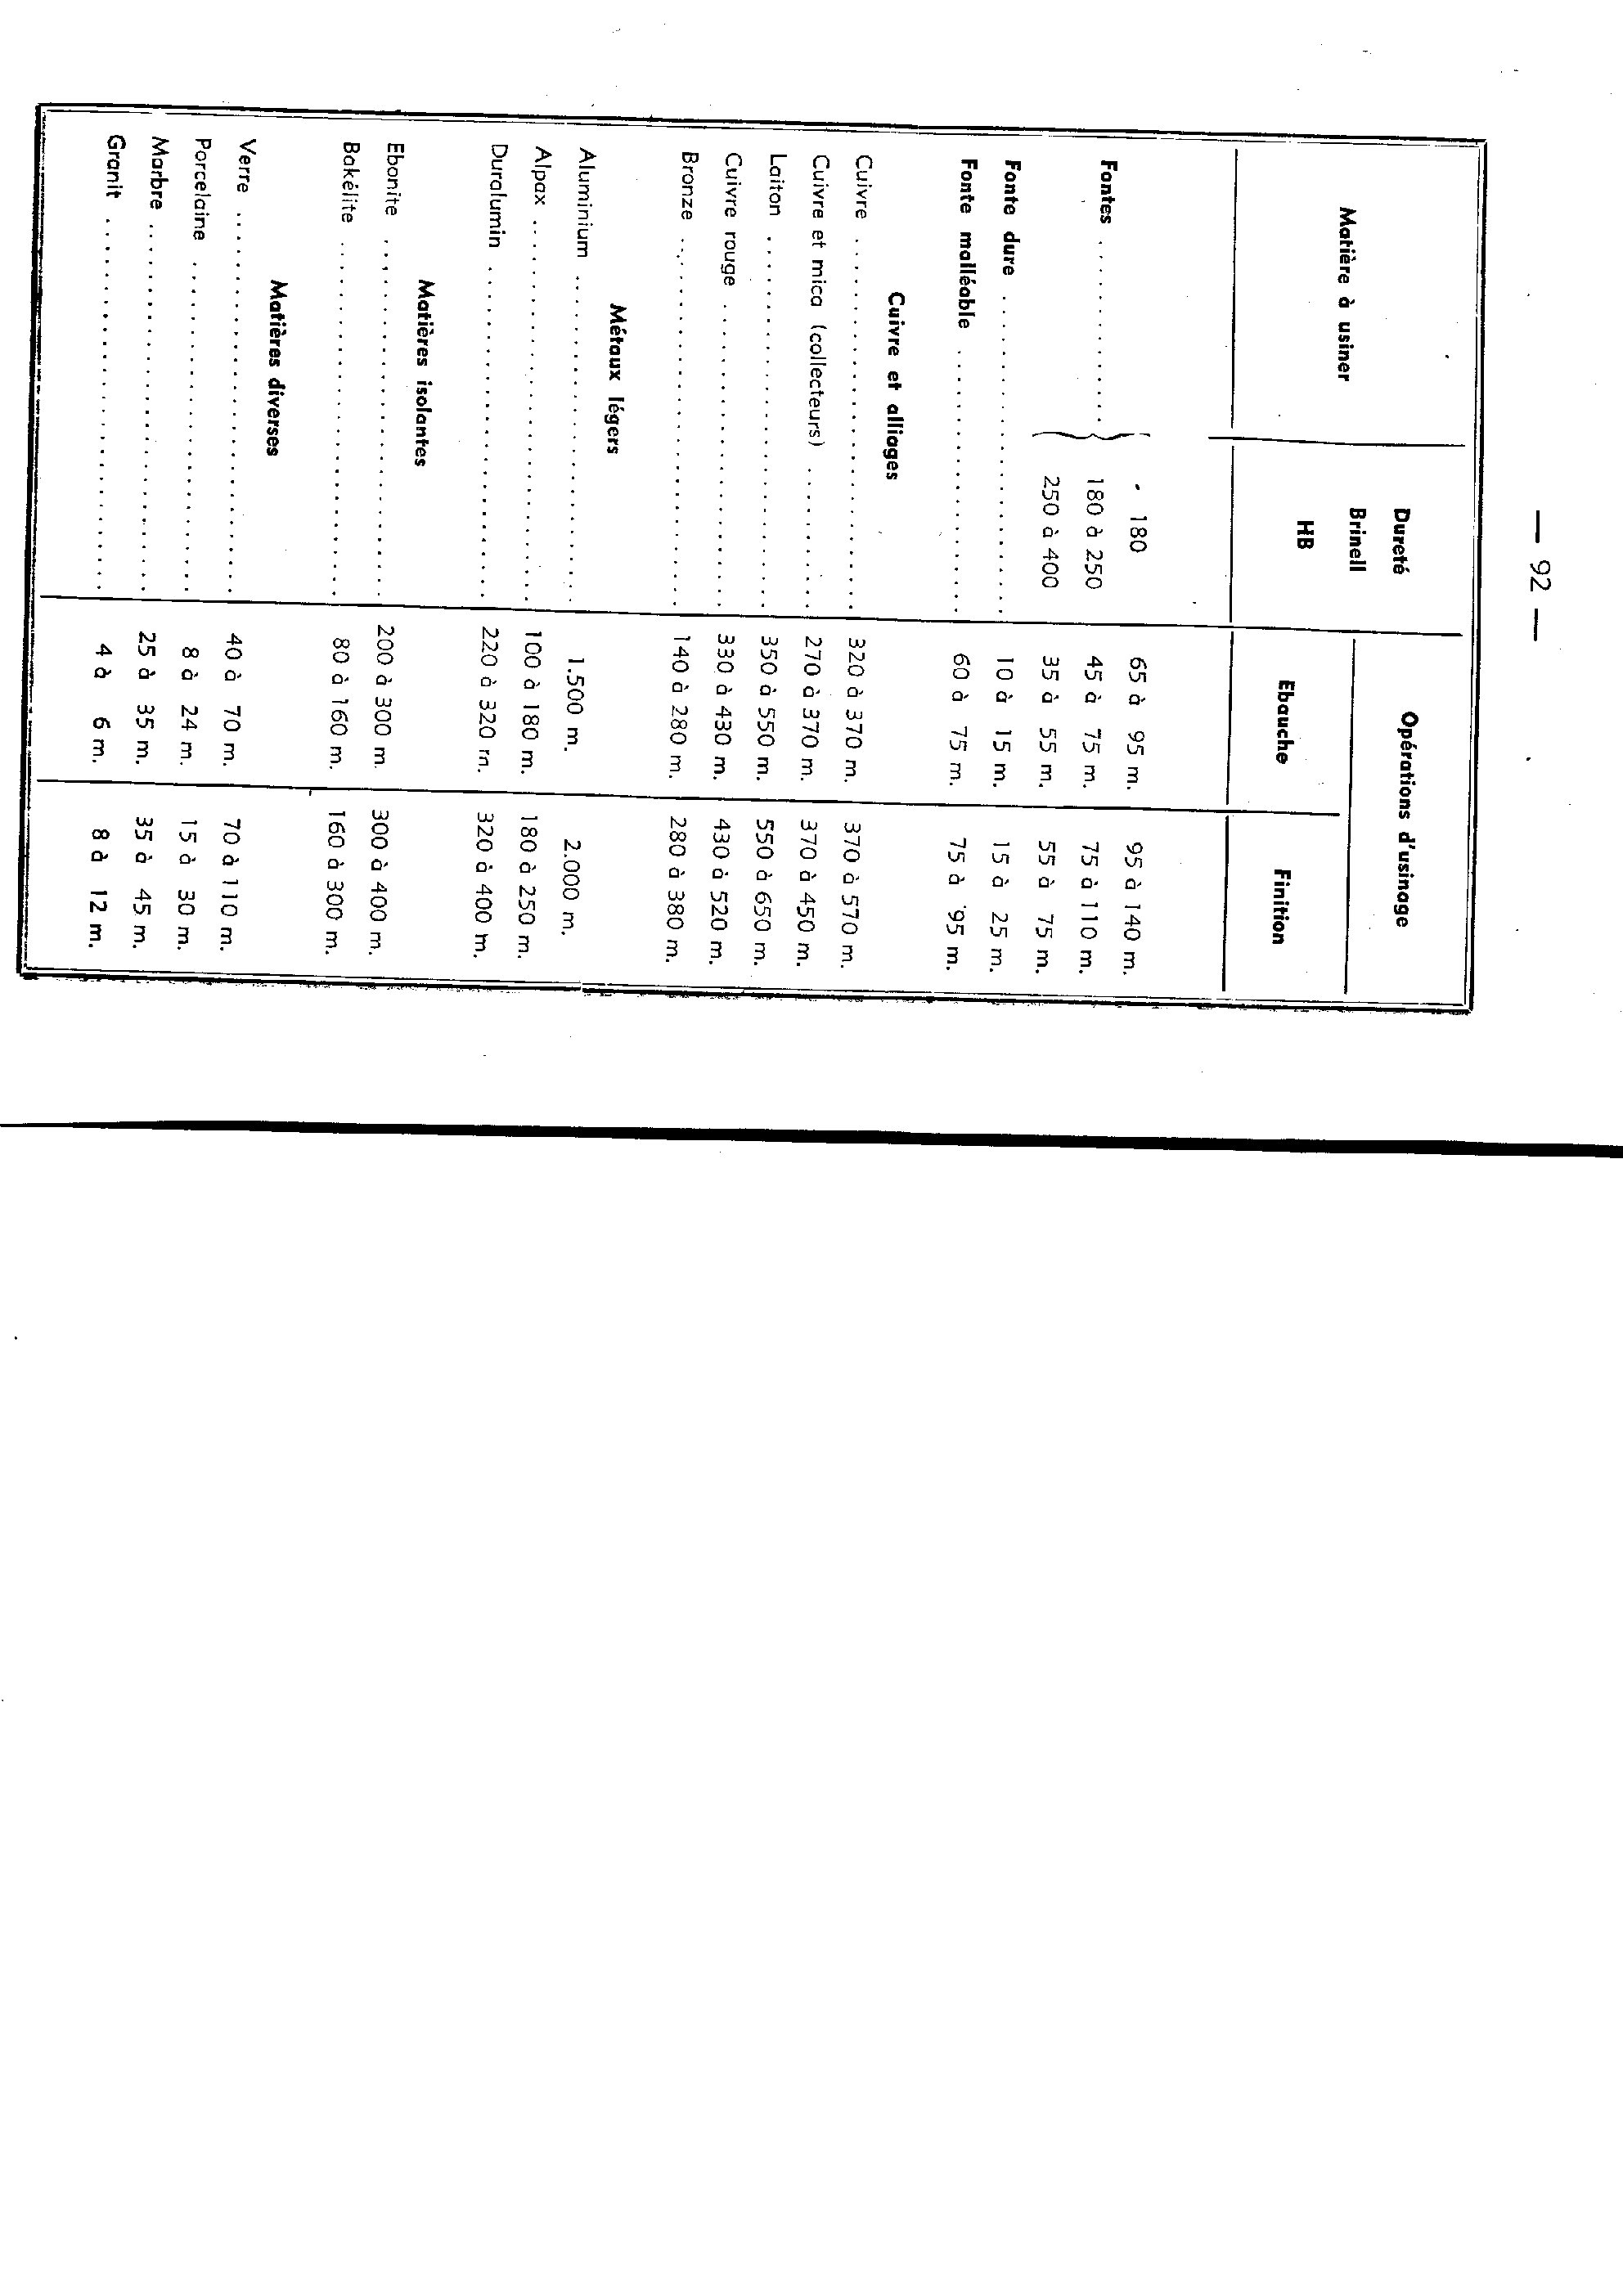 — 92 —
Matière à usiner Dureté Brinell HB Opérations d'usinage
Ebauche Finition
180 65 à 95 m. 95 à 140 m.
Fontes .......... { 180 à 250 45 à 75 m. 75 à 110 m.
250 à 400 35 à 55 m. 55 à 75 m.
Fonte dure .......... 10 à 15 m. 15 à 25 m.
Fonte malléable .......... 60 à 75 m. 75 à 95 m.
Cuivre et alliages
Cuivre .......... 320 à 370 m. 370 à 570 m.
Cuivre et mica (collecteurs) .......... 270 à 370 m. 370 à 450 m.
Laiton .......... 350 à 550 m. 550 à 650 m.
Cuivre rouge .......... 330 à 430 m. 430 à 520 m.
Bronze .......... 140 à 280 m. 280 à 380 m.
Métaux légers
Aluminium .......... 1.500 m. 2.000 m.
Alpax .......... 100 à 180 m. 180 à 250 m.
Duralumin .......... 220 à 320 m. 320 à 400 m.
Matières isolantes
Ebonite .......... 200 à 300 m. 300 à 400 m.
Bakélite .......... 80 à 160 m. 160 à 300 m.
Matières diverses
Verre .......... 40 à 70 m. 70 à 110 m.
Porcelaine .......... 8 à 24 m. 15 à 30 m.
Marbre .......... 25 à 35 m. 35 à 45 m.
Granit .......... 4 à 6 m. 8 à 12 m.